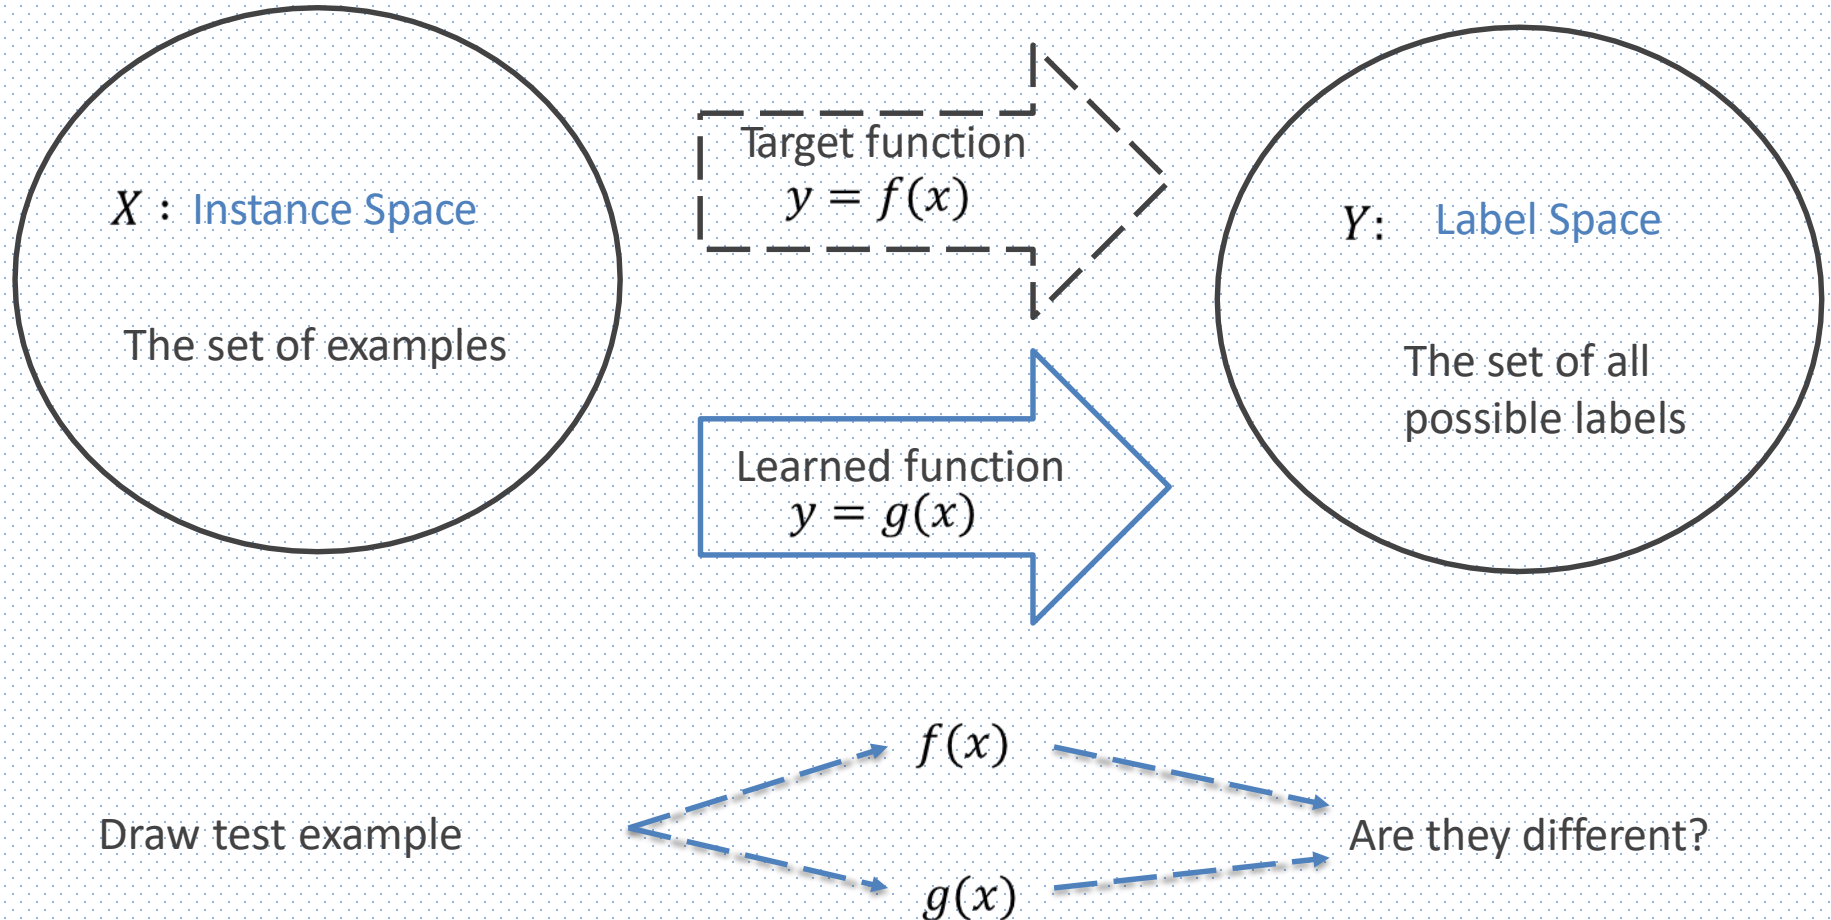 X : Instance Space
The set of examples
Target function
y = f(x)
Learned function
y = g(x)
Y: Label Space
The set of all
possible labels
Draw test example
f(x)
g(x)
Are they different?